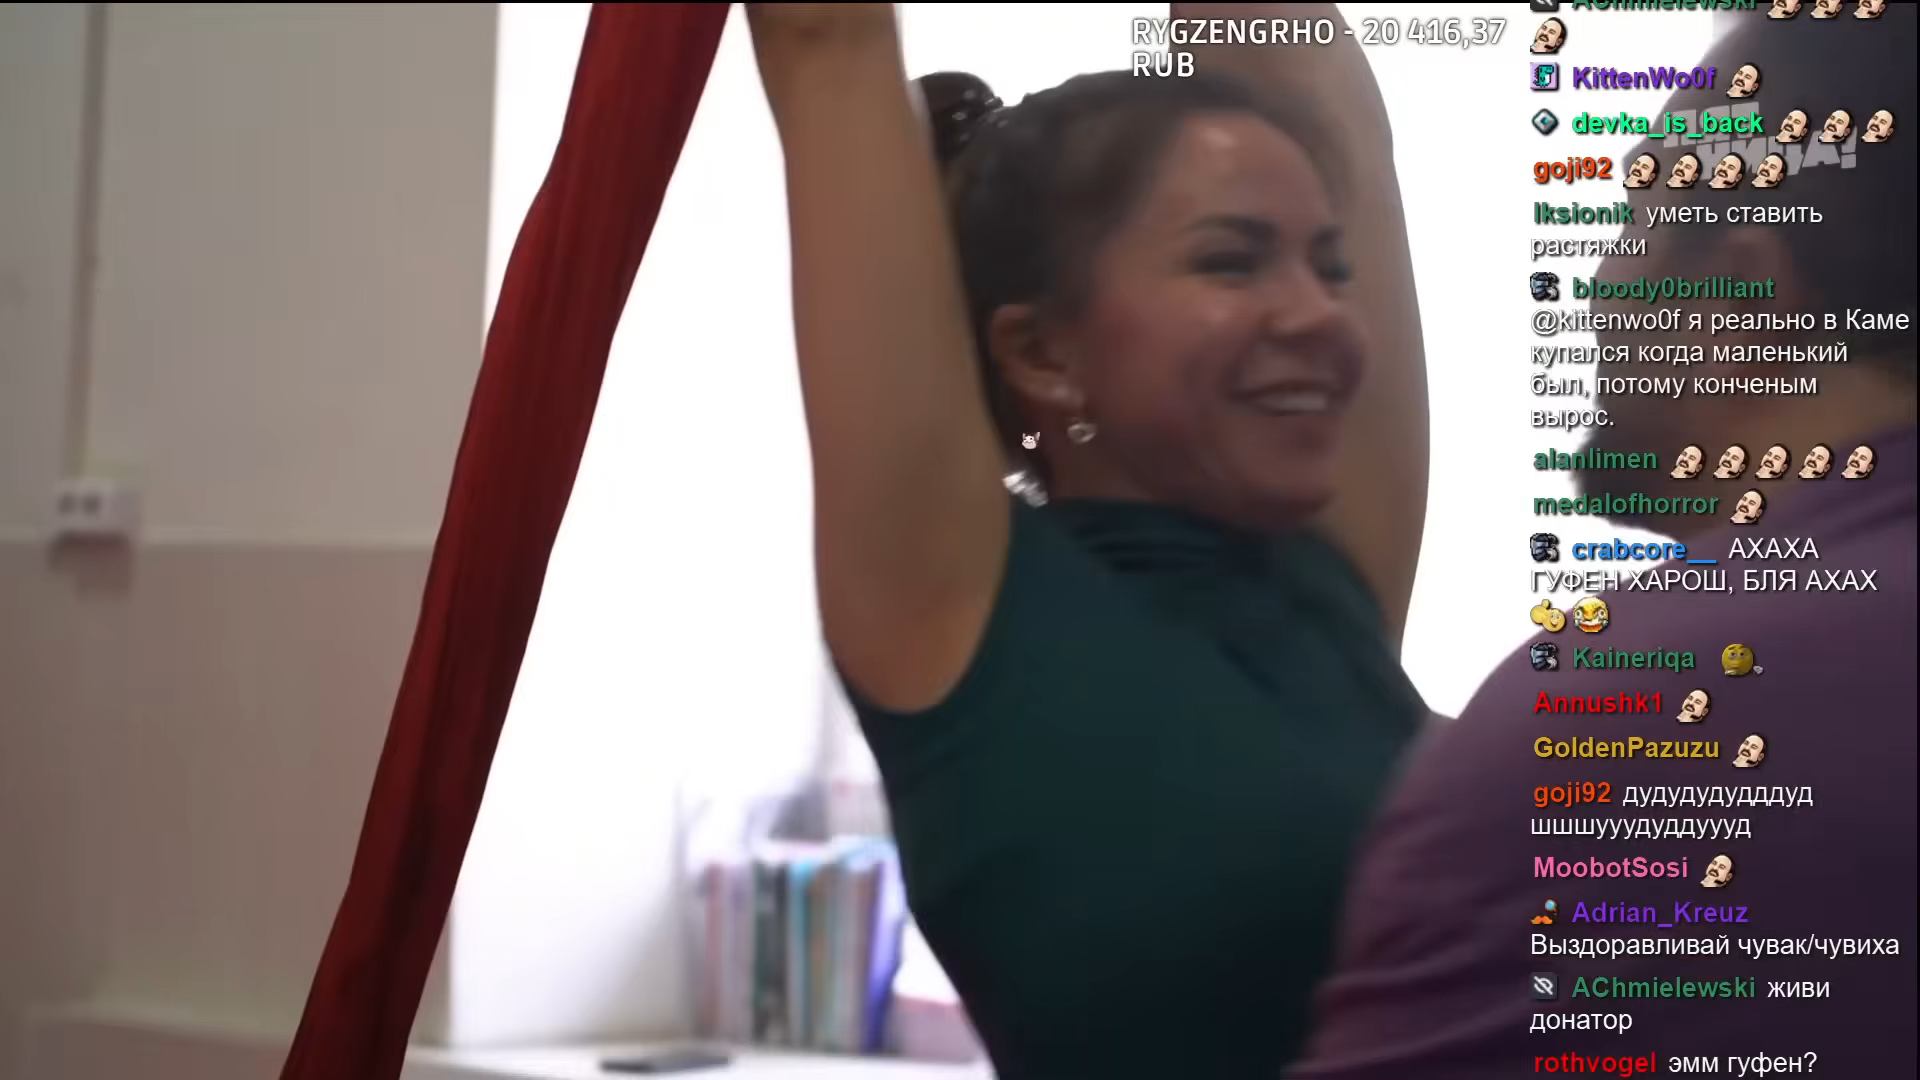 RYGZENGRHO - 20 416,37
RUB
AChmielewski
KittenWo0f
devka_is_back
goji92
Iksionik уметь ставить
растяжки
bloody0brilliant
@kittenwo0f я реально в Каме
купался когда маленький
был, потому конченым
вырос.
alanlimen
medalofhorror
crabcore__ АХАХА
ГУФЕН ХАРОШ, БЛЯ АХАХ
Kaineriqa
Annushk1
GoldenPazuzu
goji92 дудудудудддуд
шшшууудуддуууд
MoobotSosi
Adrian_Kreuz
Выздоравливай чувак/чувиха
AChmielewski живи
донатор
rothvogel эмм гуфен?